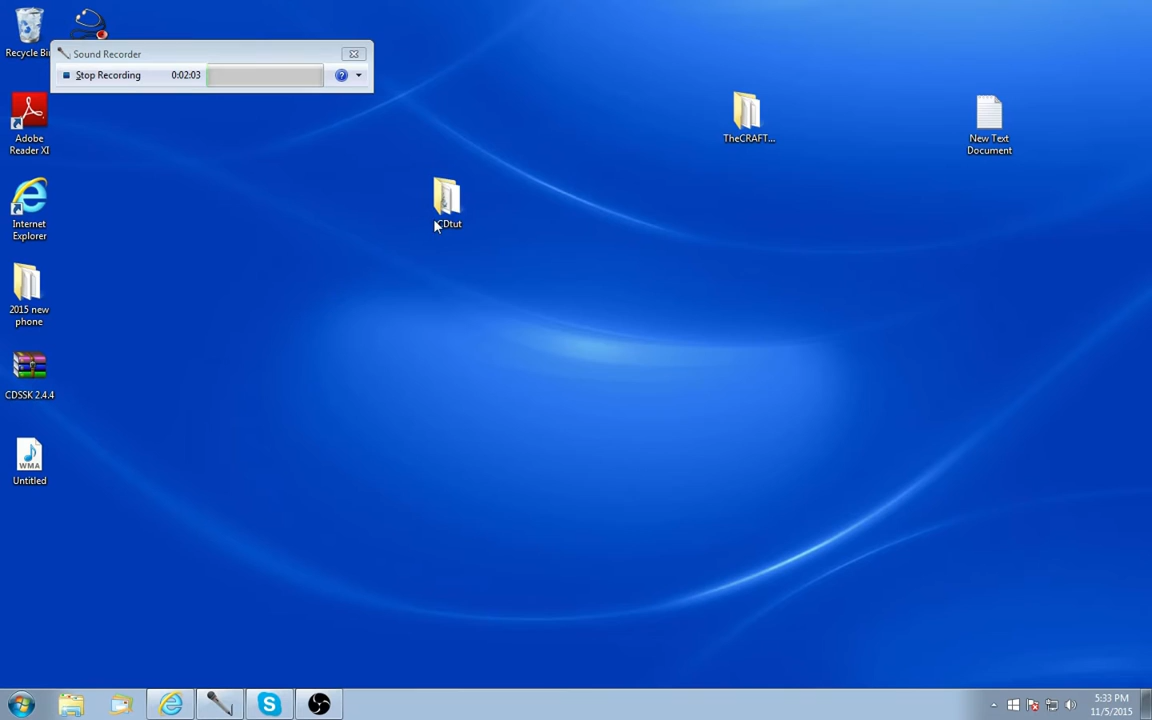 Recycle Bin
Sound Recorder
Stop Recording
0:02:03
Adobe
Reader XI
Internet
Explorer
2015 new
phone
CDSSK 2.4.4
WMA
Untitled
CDtut
TheCRAFT...
New Text
Document
5:33 PM
11/5/2015